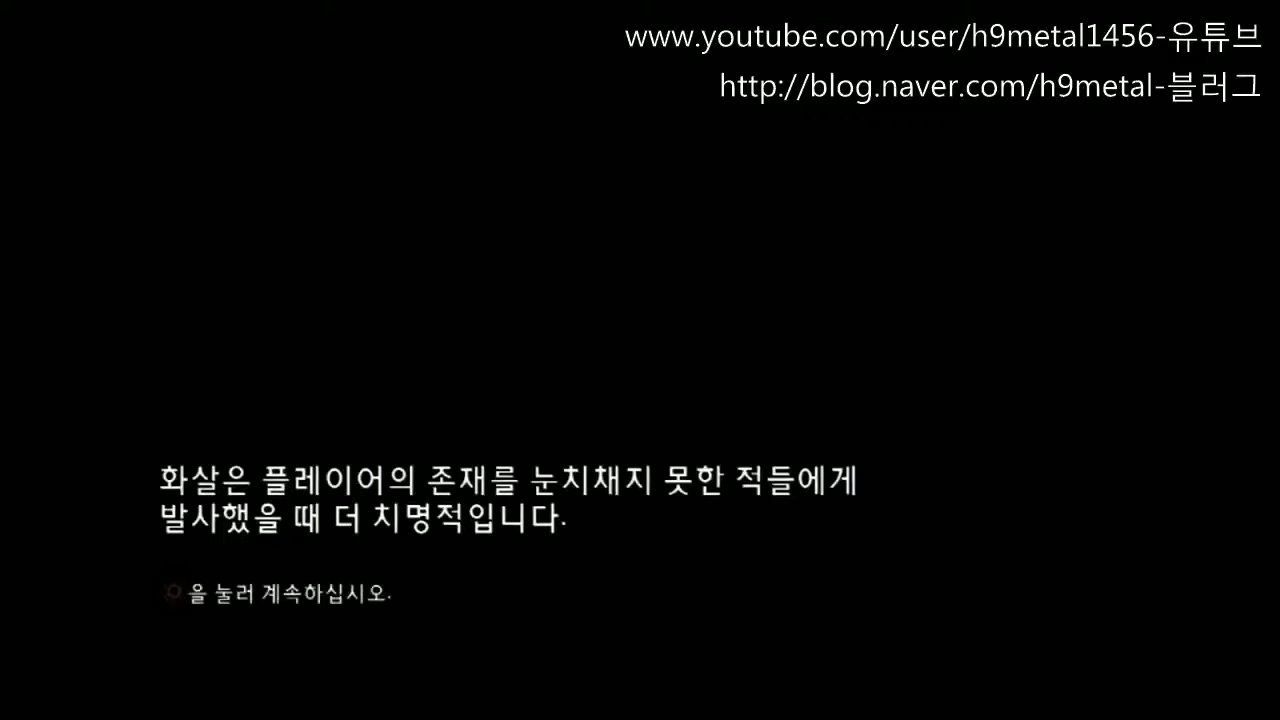 www.youtube.com/user/h9metal1456-유튜브
http://blog.naver.com/h9metal-블러그
화살은 플레이어의 존재를 눈치채지 못한 적들에게
발사했을 때 더 치명적입니다.
을 눌러 계속하십시오.